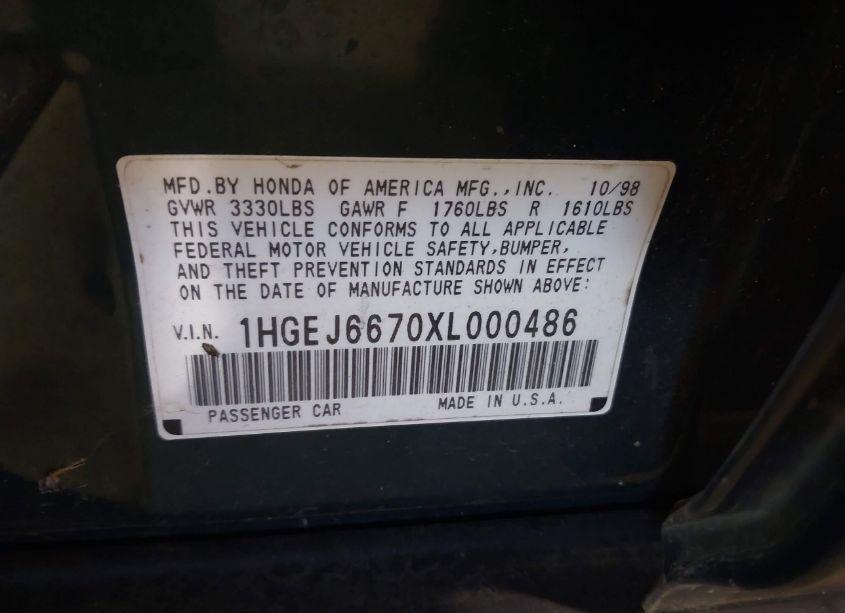 MFD.BY HONDA OF AMERICA MFG.,INC. 10/98
GVWR 3330LBS GAWR F 1760LBS R 1610LBS
THIS VEHICLE CONFORMS TO ALL APPLICABLE
FEDERAL MOTOR VEHICLE SAFETY,BUMPER,
AND THEFT PREVENTION STANDARDS IN EFFECT
ON THE DATE OF MANUFACTURE SHOWN ABOVE:
V.I.N. 1HGEJ6670XL000486
PASSENGER CAR MADE IN U.S.A.